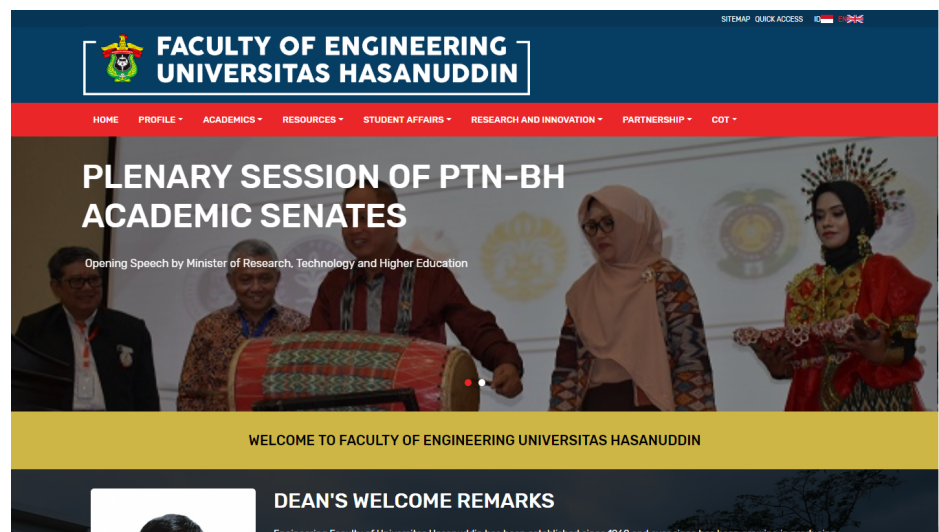 SITEMAP QUICK ACCESS ID EN
FACULTY OF ENGINEERING
UNIVERSITAS HASANUDDIN
HOME PROFILE ACADEMICS RESOURCES STUDENT AFFAIRS RESEARCH AND INNOVATION PARTNERSHIP COT
PLENARY SESSION OF PTN-BH
ACADEMIC SENATES
Opening Speech by Minister of Research, Technology and Higher Education
WELCOME TO FACULTY OF ENGINEERING UNIVERSITAS HASANUDDIN
DEAN'S WELCOME REMARKS